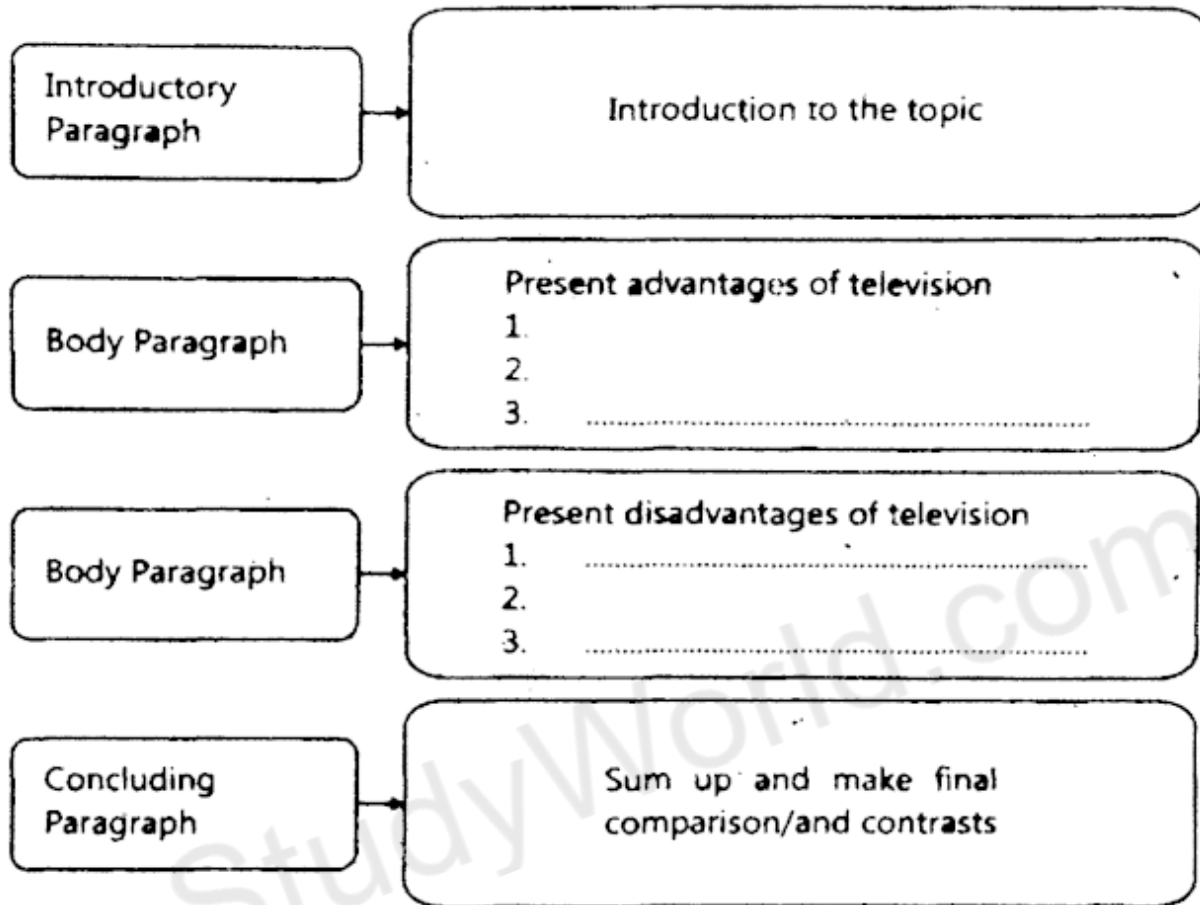 Introductory
Paragraph
Introduction to the topic
Body Paragraph
Present advantages of television
1.
2.
3. ....................................................
Body Paragraph
Present disadvantages of television
1. ....................................................
2.
3. ....................................................
Concluding
Paragraph
Sum up and make final
comparison/and contrasts
StudyWorld.com